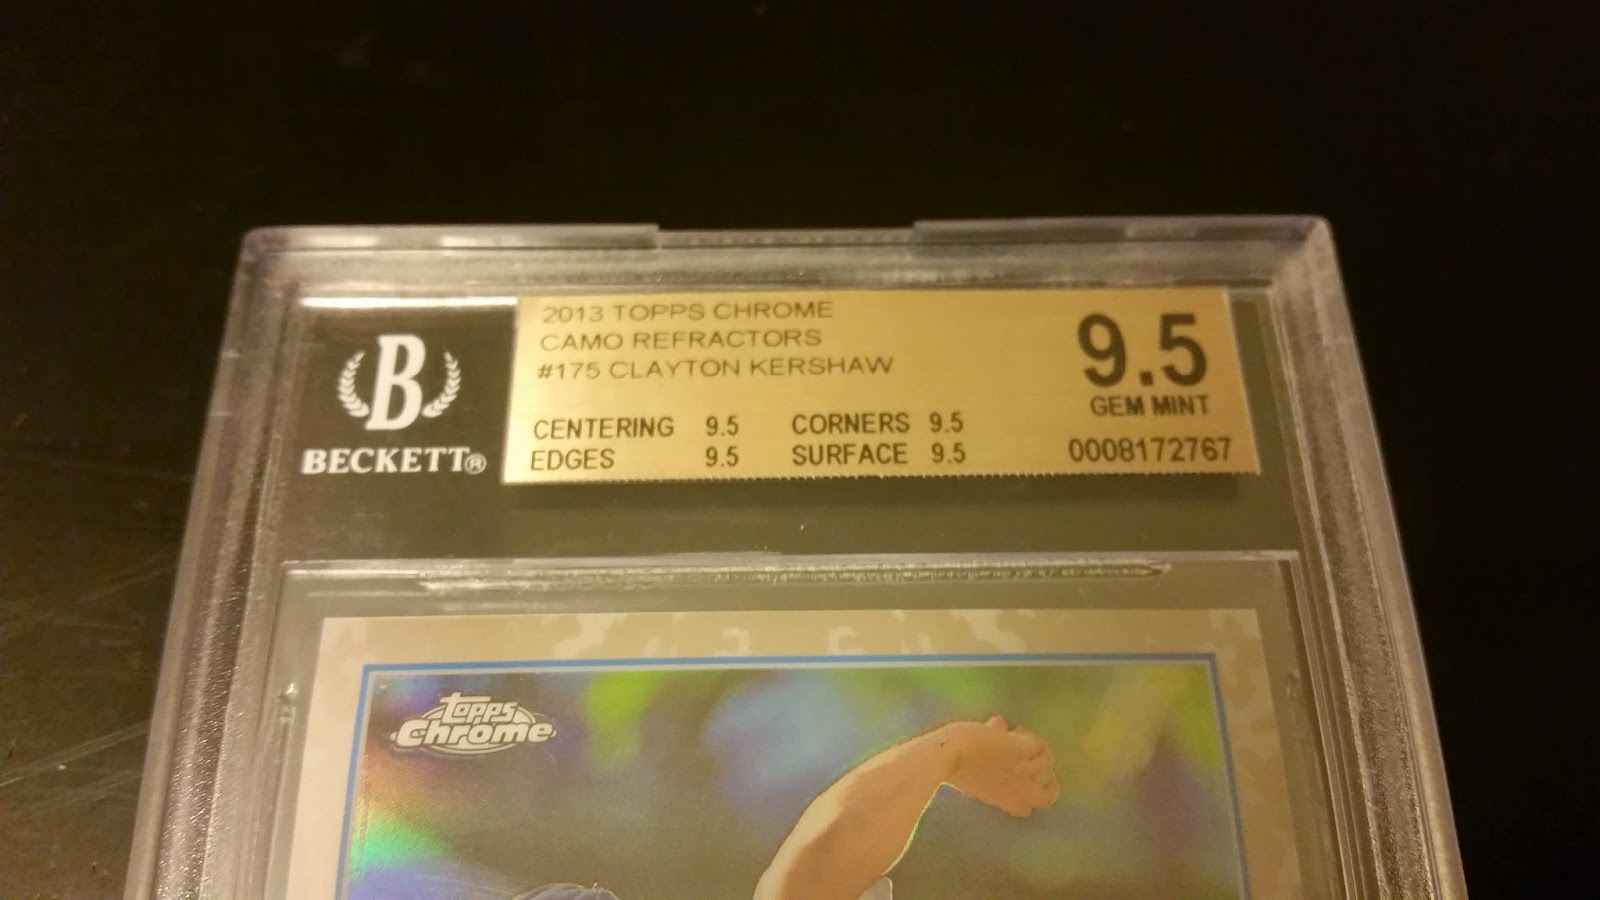 2013 TOPPS CHROME
CAMO REFRACTORS
#175 CLAYTON KERSHAW
9.5
GEM MINT
CENTERING 9.5 CORNERS 9.5
EDGES 9.5 SURFACE 9.5
0008172767
B
BECKETT®
Topps
Chrome